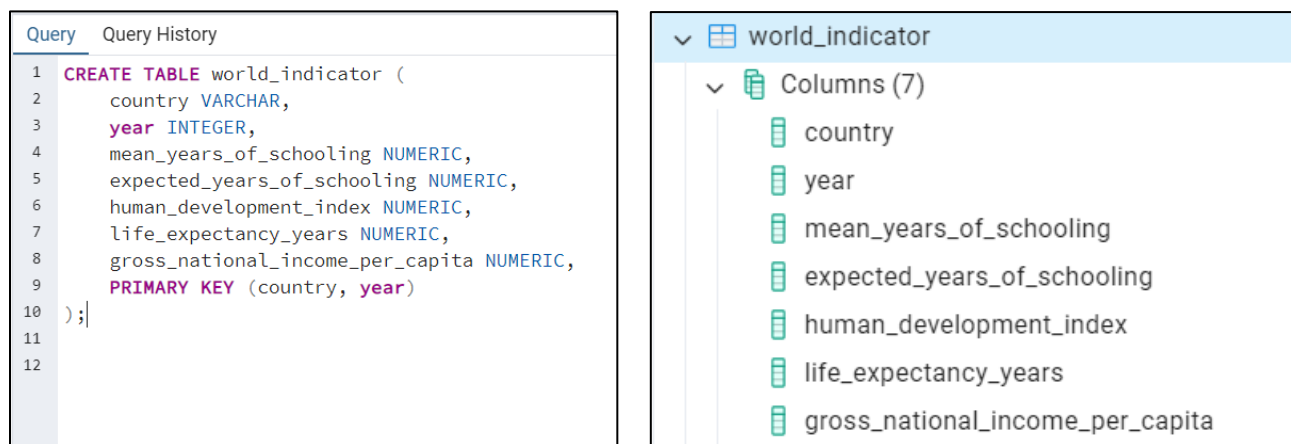 Query Query History
1 CREATE TABLE world_indicator (
2 country VARCHAR,
3 year INTEGER,
4 mean_years_of_schooling NUMERIC,
5 expected_years_of_schooling NUMERIC,
6 human_development_index NUMERIC,
7 life_expectancy_years NUMERIC,
8 gross_national_income_per_capita NUMERIC,
9 PRIMARY KEY (country, year)
10 );
11
12
world_indicator
Columns (7)
country
year
mean_years_of_schooling
expected_years_of_schooling
human_development_index
life_expectancy_years
gross_national_income_per_capita